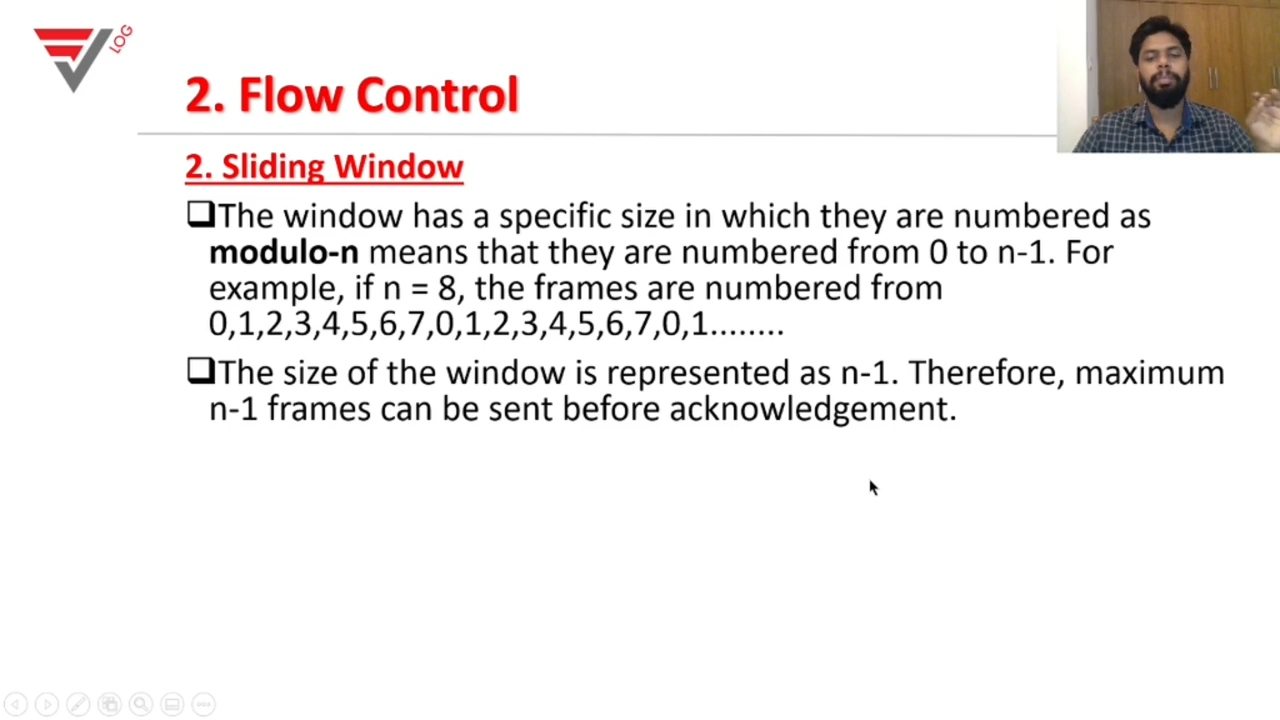 LOG
2. Flow Control
2. Sliding Window
❑The window has a specific size in which they are numbered as
modulo-n means that they are numbered from 0 to n-1. For
example, if n = 8, the frames are numbered from
0,1,2,3,4,5,6,7,0,1,2,3,4,5,6,7,0,1........
❑The size of the window is represented as n-1. Therefore, maximum
n-1 frames can be sent before acknowledgement.